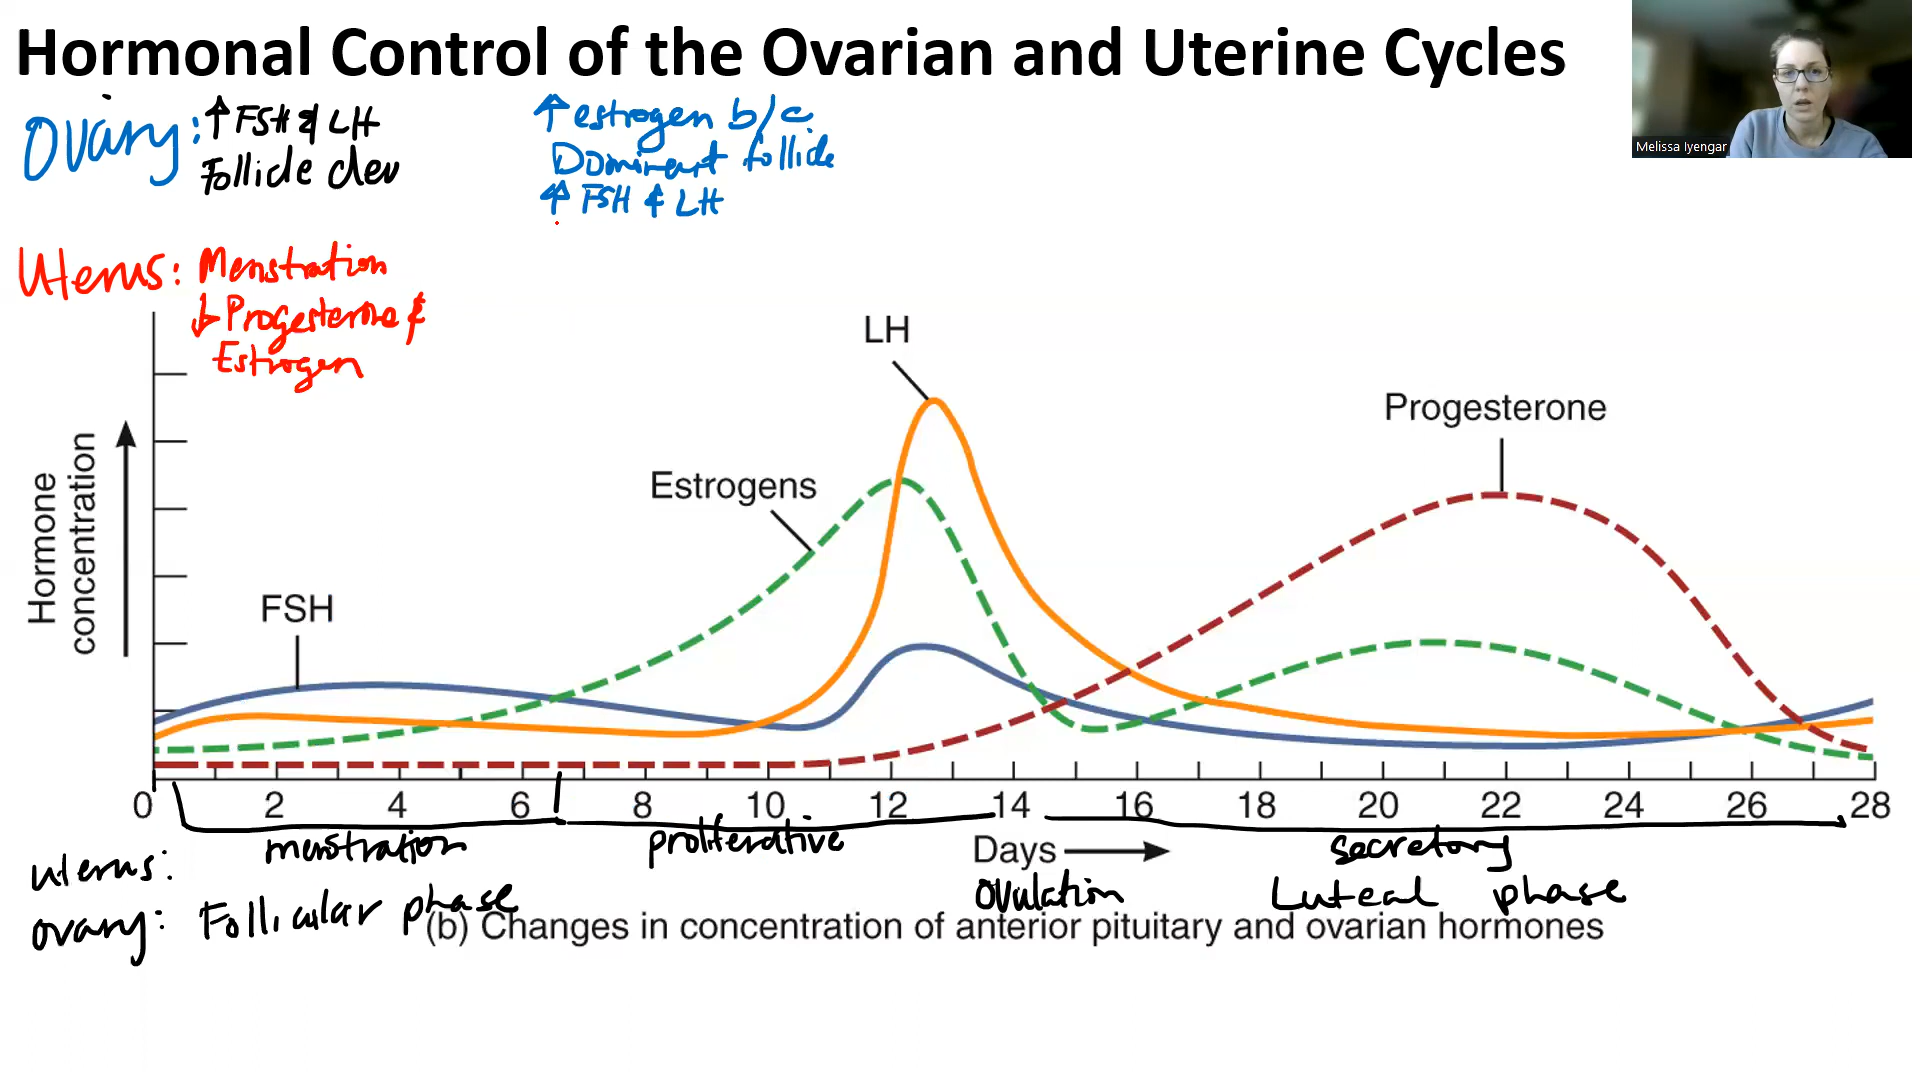 Hormonal Control of the Ovarian and Uterine Cycles
Melissa Iyengar
Ovary: ↑ FSH & LH
Follicle dev
↑ estrogen b/c
Dominant follicle
↑ FSH & LH
Uterus: Menstration
↓ Progesterone &
Estrogen
LH
Progesterone
Estrogens
FSH
Hormone
concentration
0 2 4 6 8 10 12 14 16 18 20 22 24 26 28
Days
uterus: menstration proliferative secretory
ovary: Follicular phase Ovulation Luteal phase
(b) Changes in concentration of anterior pituitary and ovarian hormones